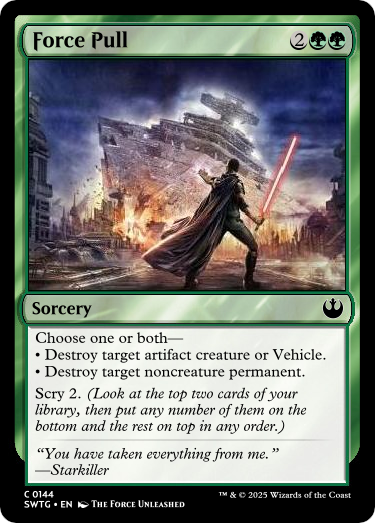 Force Pull 2
Sorcery
Choose one or both—
• Destroy target artifact creature or Vehicle.
• Destroy target noncreature permanent.
Scry 2. (Look at the top two cards of your
library, then put any number of them on the
bottom and the rest on top in any order.)
“You have taken everything from me.”
—Starkiller
C 0144
SWTG • EN The Force Unleashed
™ & © 2025 Wizards of the Coast